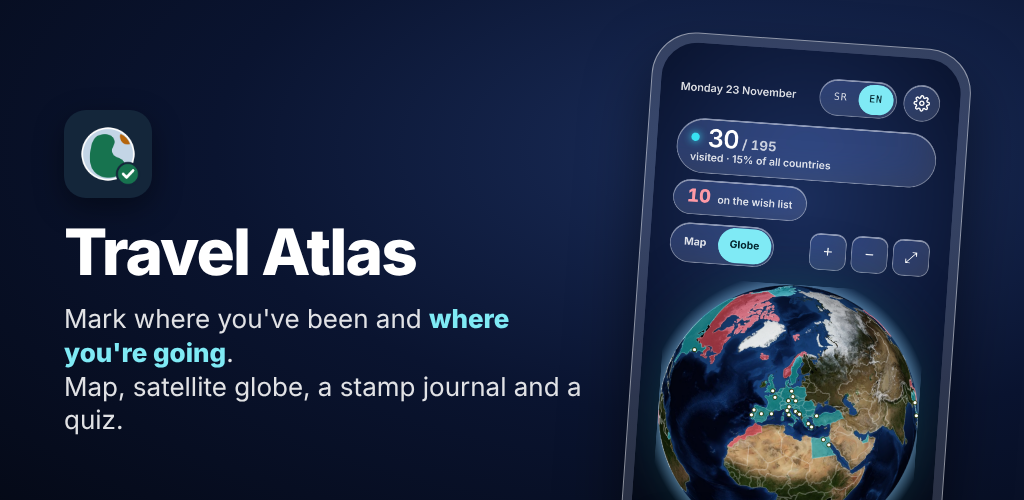 Travel Atlas
Mark where you've been and where
you're going.
Map, satellite globe, a stamp journal and a
quiz.
Monday 23 November
SR
EN
30 / 195
visited · 15% of all countries
10 on the wish list
Map
Globe
+
−